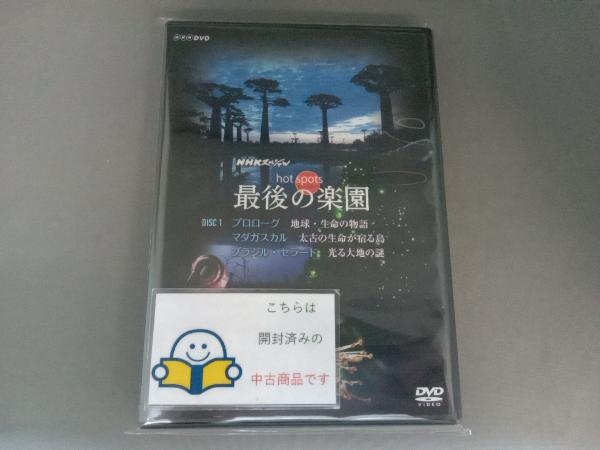 NHK DVD
NHKスペシャル
hot spots
最後の楽園
DISC 1 プロローグ 地球・生命の物語
マダガスカル 太古の生命が宿る島
ブラジル・セラード 光る大地の謎
こちらは
開封済みの
中古商品です
DVD
VIDEO